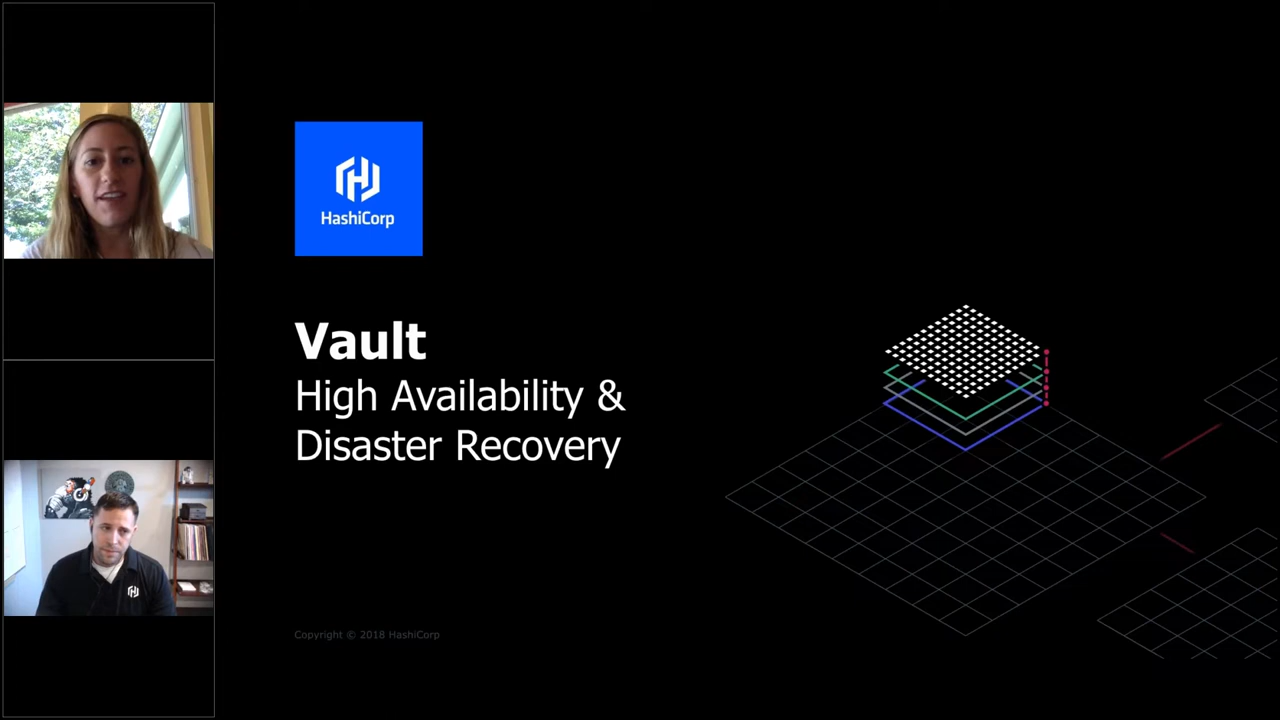 HashiCorp
Vault
High Availability &
Disaster Recovery
Copyright © 2018 HashiCorp